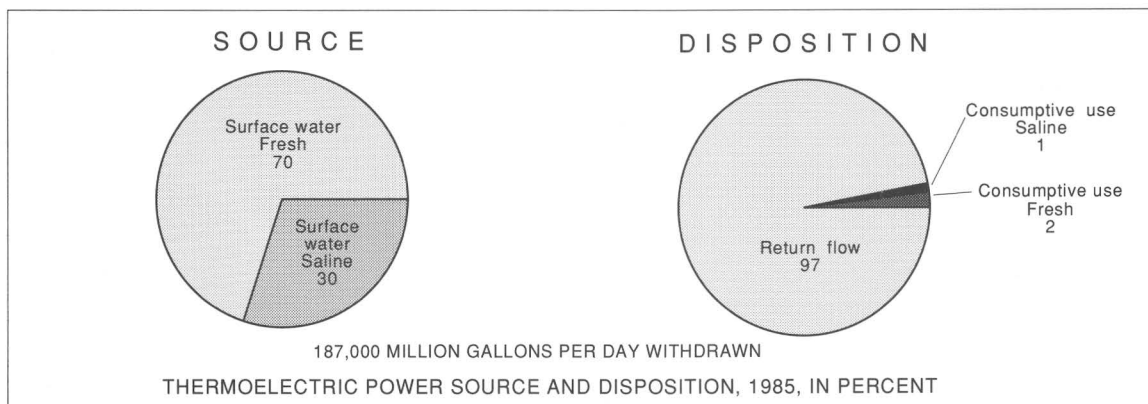 SOURCE
Surface water
Fresh
70
Surface
water
Saline
30
DISPOSITION
Consumptive use
Saline
1
Consumptive use
Fresh
2
Return flow
97
187,000 MILLION GALLONS PER DAY WITHDRAWN
THERMOELECTRIC POWER SOURCE AND DISPOSITION, 1985, IN PERCENT